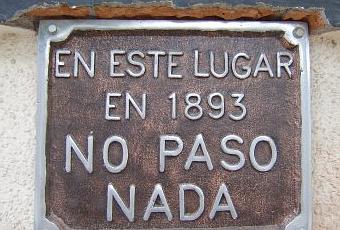 EN ESTE LUGAR
EN 1893
NO PASO
NADA